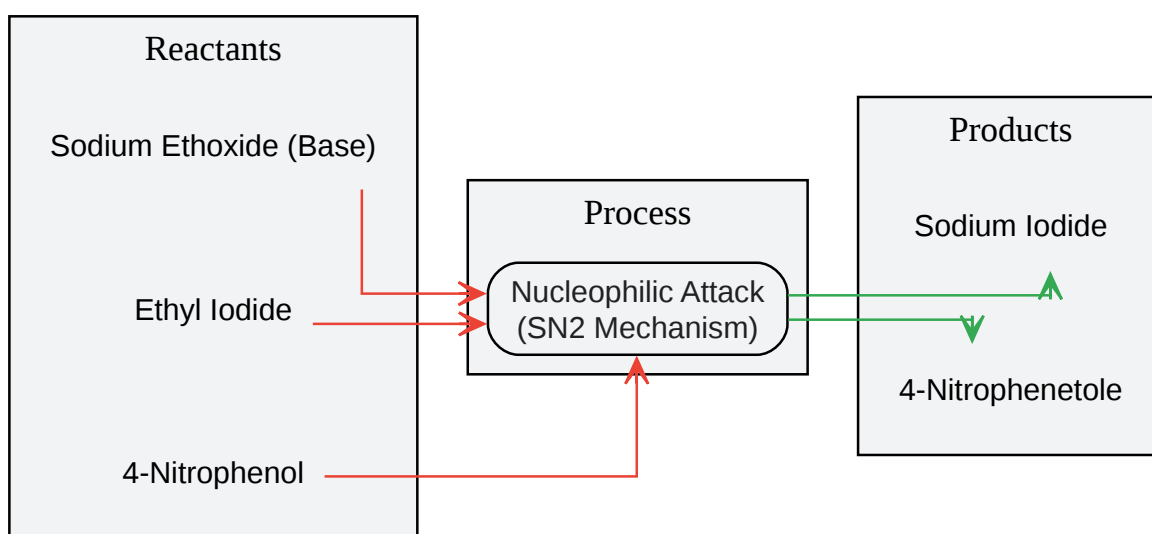 Reactants
Sodium Ethoxide (Base)
Ethyl Iodide
4-Nitrophenol
Process
Nucleophilic Attack
(SN2 Mechanism)
Products
Sodium Iodide
4-Nitrophenetole